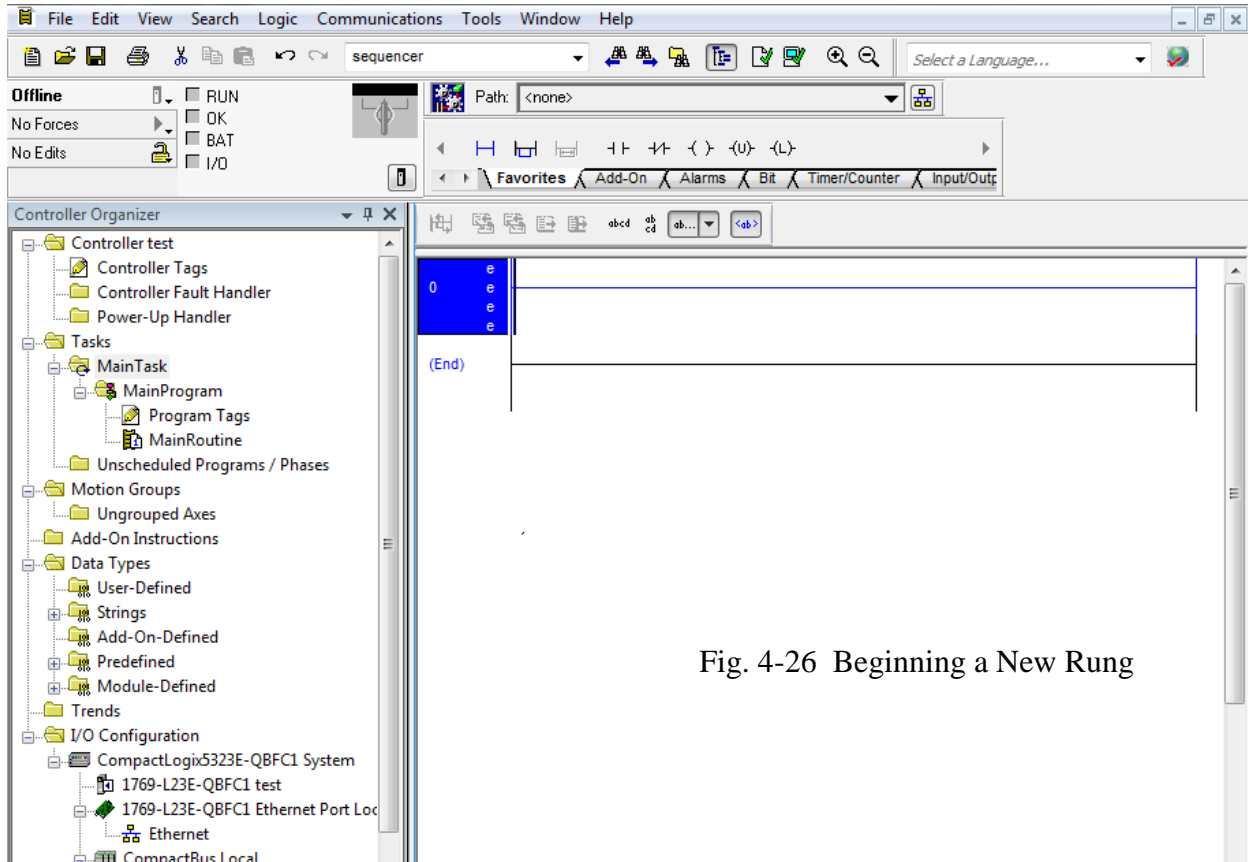 File Edit View Search Logic Communications Tools Window Help
sequencer
Select a Language...
Offline
RUN
No Forces
OK
No Edits
BAT
I/O
Path: <none>
Favorites Add-On Alarms Bit Timer/Counter Input/Outp
Controller Organizer
abcd ab cd ab... <ab>
Controller test
Controller Tags
Controller Fault Handler
Power-Up Handler
Tasks
MainTask
MainProgram
Program Tags
MainRoutine
Unscheduled Programs / Phases
Motion Groups
Ungrouped Axes
Add-On Instructions
Data Types
User-Defined
Strings
Add-On-Defined
Predefined
Module-Defined
Trends
I/O Configuration
CompactLogix5323E-QBFC1 System
1769-L23E-QBFC1 test
1769-L23E-QBFC1 Ethernet Port Loc
Ethernet
CompactBus Local
e
0 e
e
e
(End)
Fig. 4-26 Beginning a New Rung